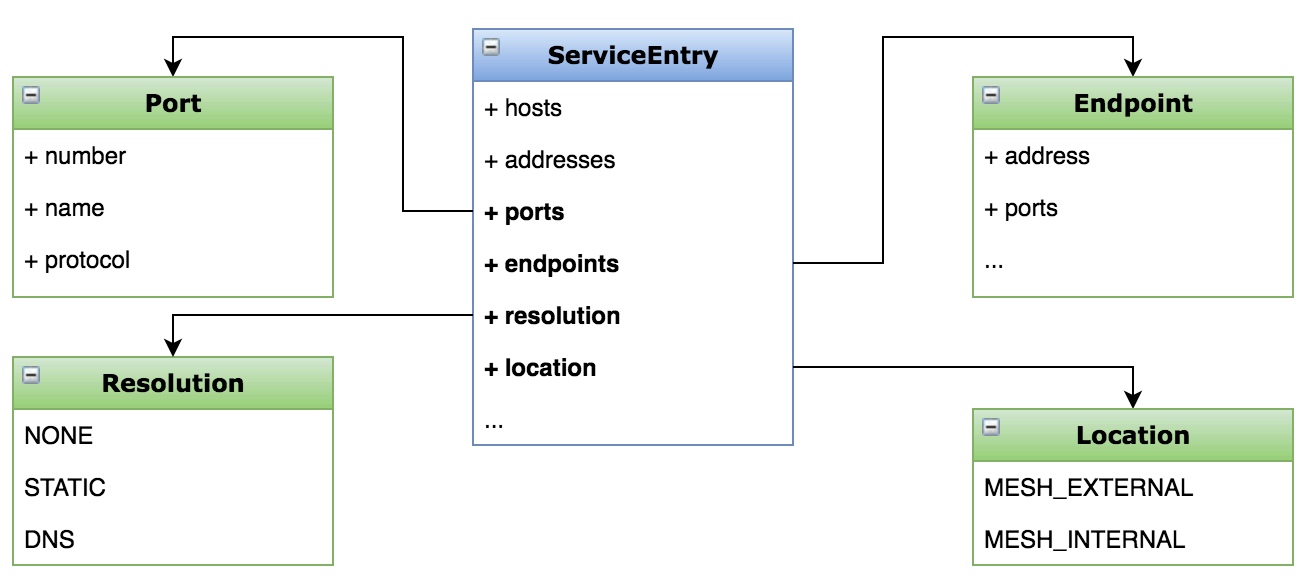 ServiceEntry
+ hosts
+ addresses
+ ports
+ endpoints
+ resolution
+ location
...
Port
+ number
+ name
+ protocol
Endpoint
+ address
+ ports
...
Resolution
NONE
STATIC
DNS
Location
MESH_EXTERNAL
MESH_INTERNAL